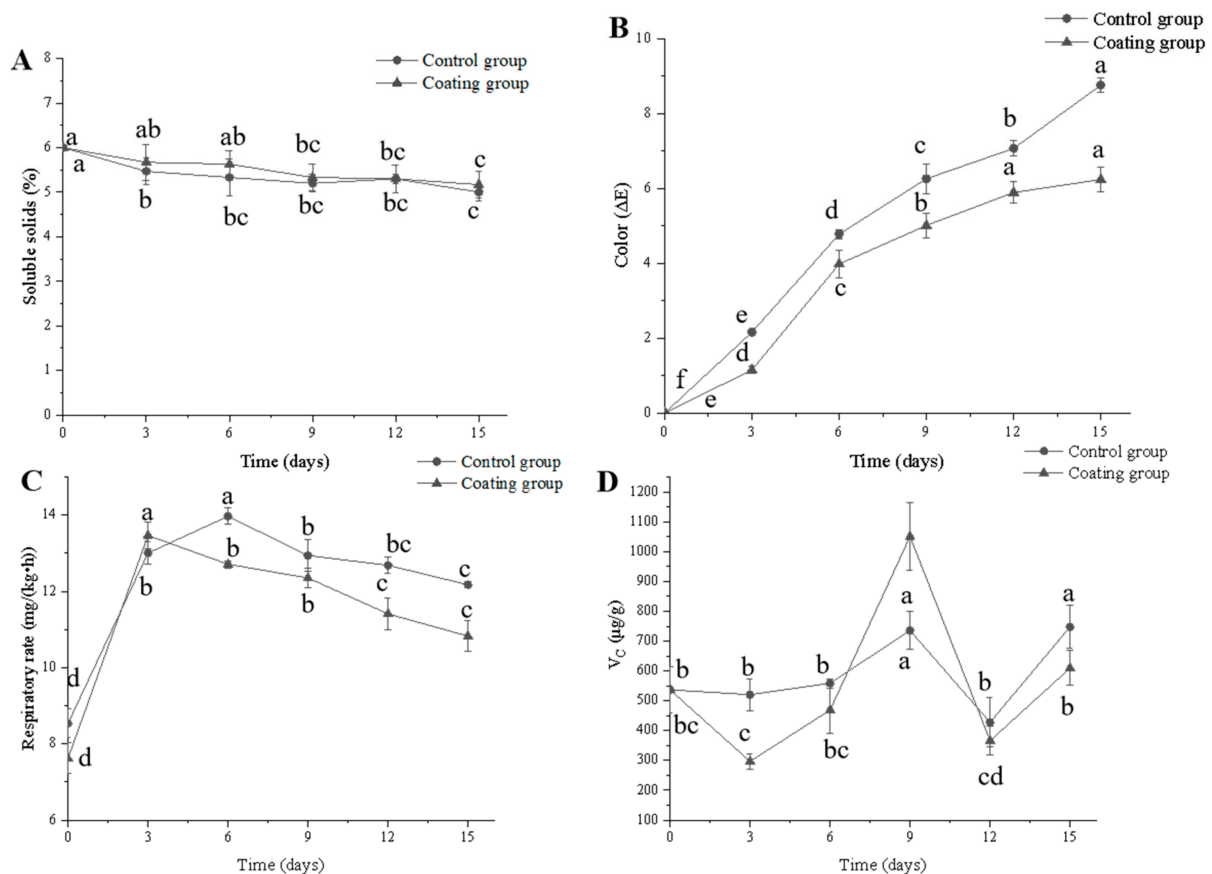 A
Control group
Coating group
8
7
6
5
4
3
2
1
0
Soluble solids (%)
a
ab
ab
bc
bc
c
a
b
bc
bc
bc
c
0
3
6
9
12
15
Time (days)
B
Control group
Coating group
10
8
6
4
2
0
Color (ΔE)
f
e
d
c
b
a
e
d
c
b
a
a
0
3
6
9
12
15
Time (days)
C
Control group
Coating group
14
12
10
8
6
Respiratory rate (mg/(kg•h))
d
a
a
b
bc
c
d
b
b
b
c
c
0
3
6
9
12
15
Time (days)
D
Control group
Coating group
1200
1100
1000
900
800
700
600
500
400
300
200
100
VC (μg/g)
b
b
b
a
b
a
bc
c
bc
a
cd
b
0
3
6
9
12
15
Time (days)